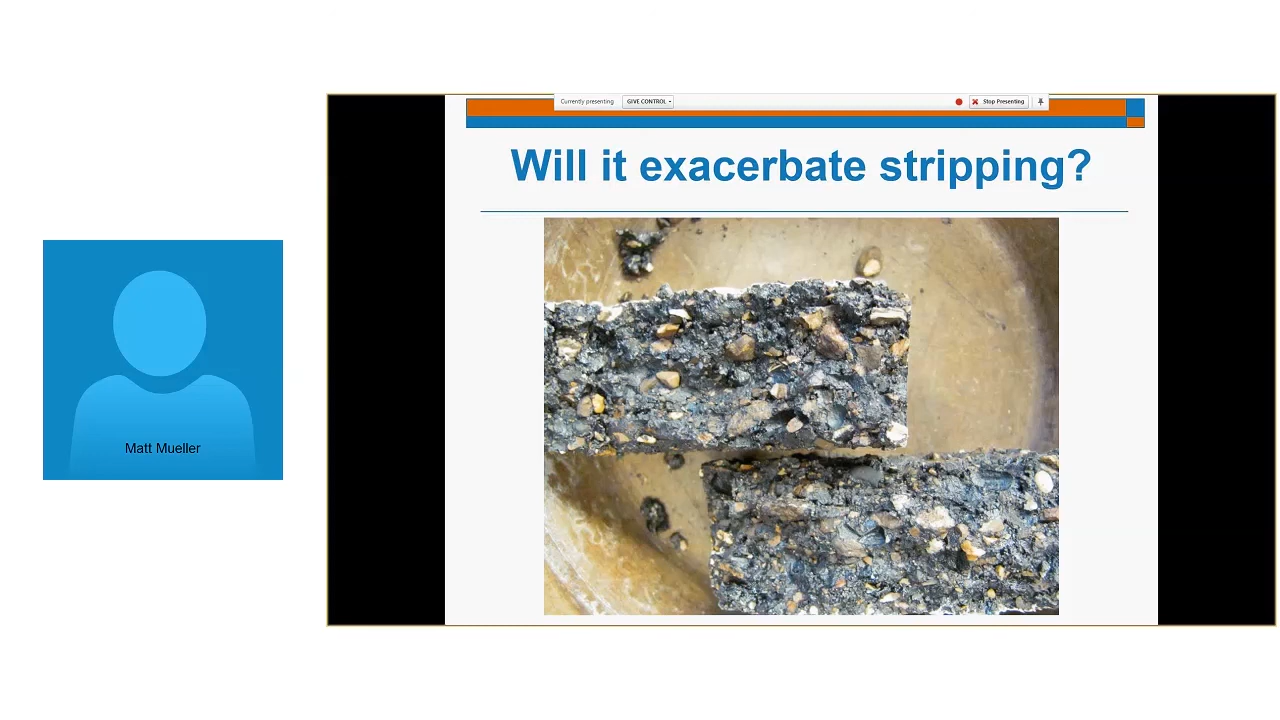 Currently presenting
GIVE CONTROL
Stop Presenting
Will it exacerbate stripping?
Matt Mueller